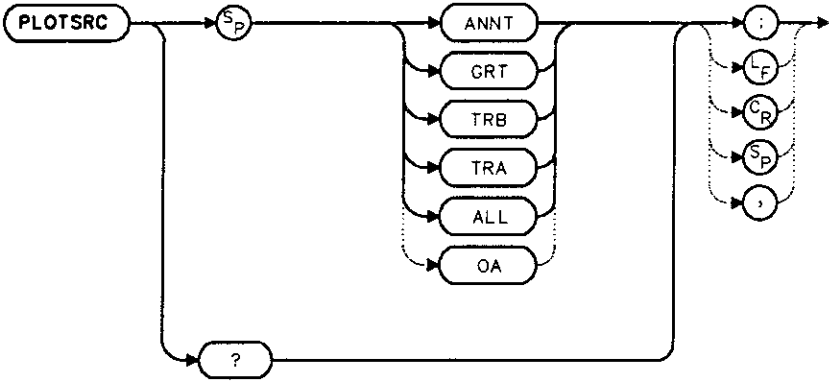 PLOTSRC
SP
ANNT
GRT
TRB
TRA
ALL
OA
?
;
LF
CR
SP
,